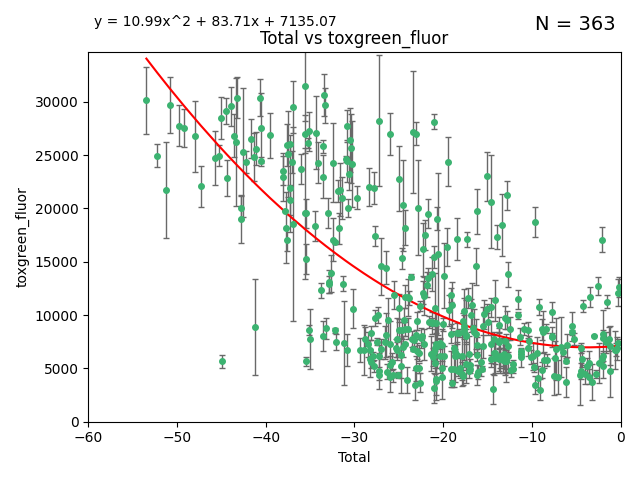 y = 10.99x^2 + 83.71x + 7135.07
N = 363
Total vs toxgreen_fluor
toxgreen_fluor
30000
25000
20000
15000
10000
5000
0
−60
−50
−40
−30
−20
−10
0
Total